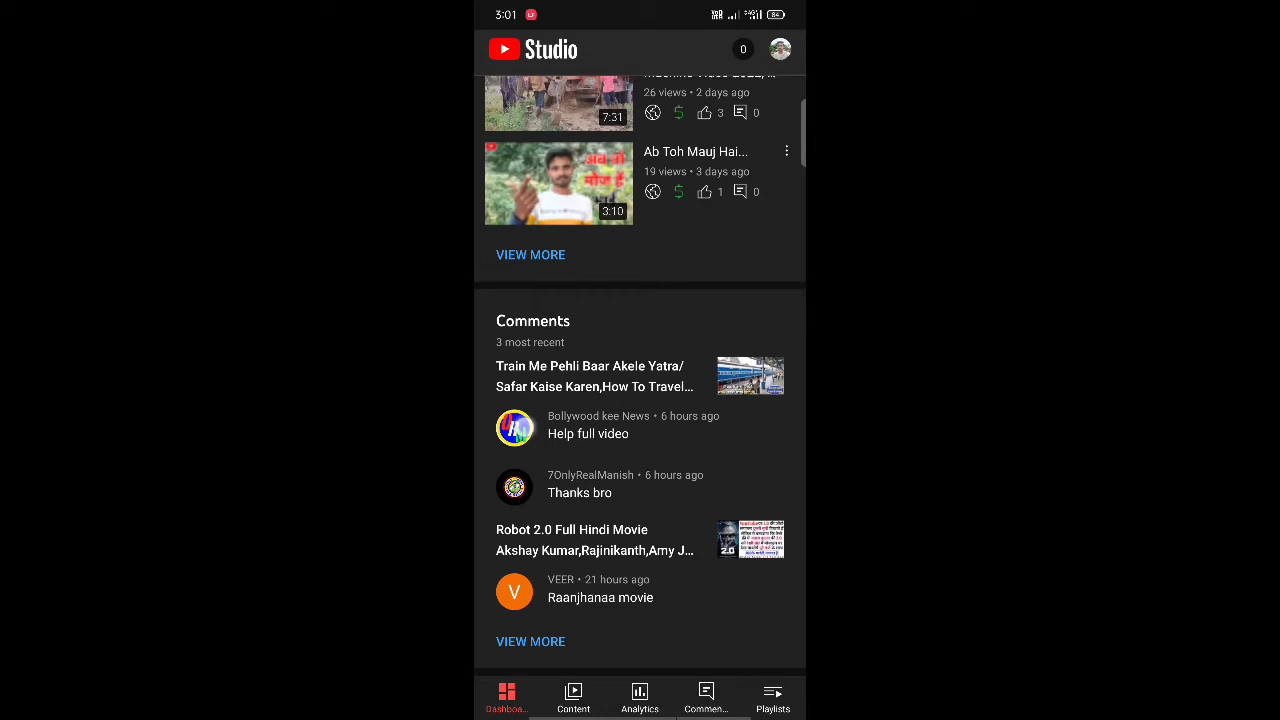 3:01
84
Studio
0
26 views • 2 days ago
3
0
7:31
Ab Toh Mauj Hai...
19 views • 3 days ago
1
0
अब तो
मौज हैं
3:10
VIEW MORE
Comments
3 most recent
Train Me Pehli Baar Akele Yatra/
Safar Kaise Karen,How To Travel...
Bollywood kee News • 6 hours ago
Help full video
7OnlyRealManish • 6 hours ago
Thanks bro
Robot 2.0 Full Hindi Movie
Akshay Kumar,Rajinikanth,Amy J...
2.0
VEER • 21 hours ago
V
Raanjhanaa movie
VIEW MORE
Dashboa...
Content
Analytics
Commen...
Playlists